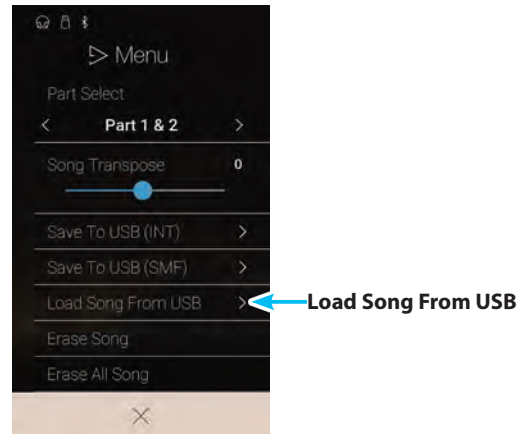 Menu
Part Select
Part 1 & 2
Song Transpose 0
Save To USB (INT)
Save To USB (SMF)
Load Song From USB
Load Song From USB
Erase Song
Erase All Song